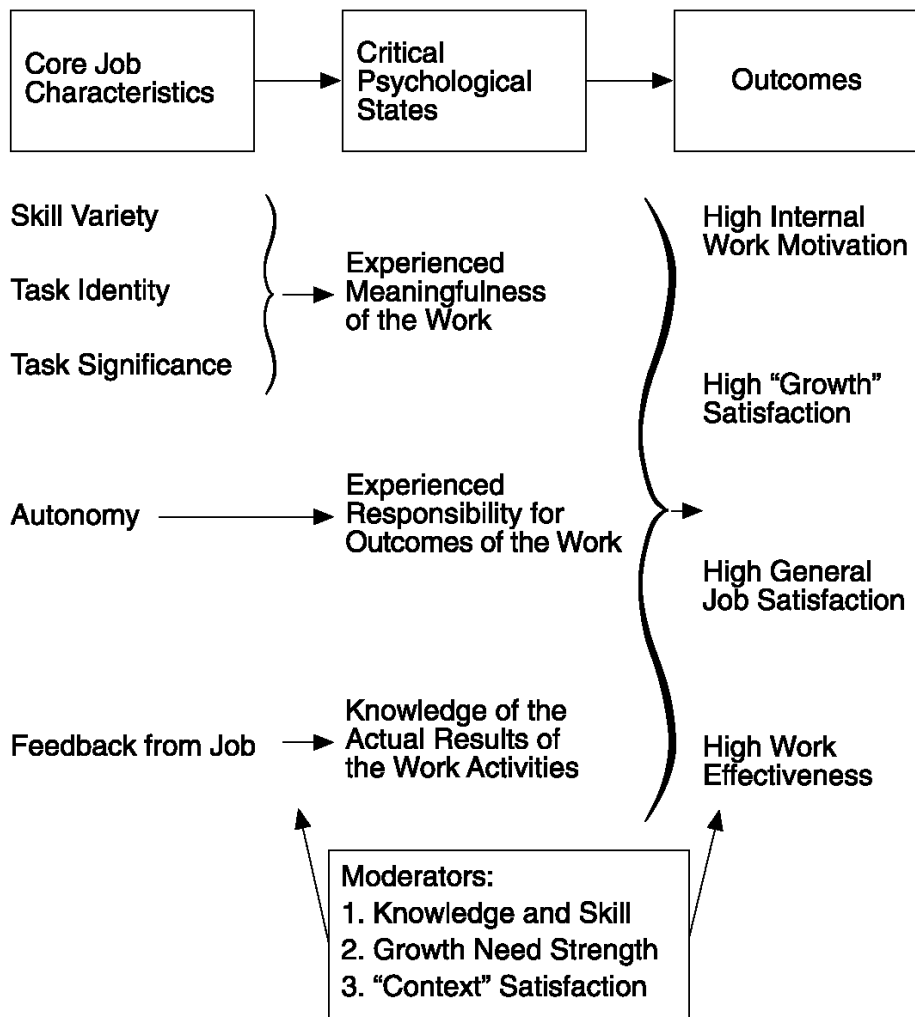 Core Job
Characteristics
Critical
Psychological
States
Outcomes
Skill Variety
Task Identity
Task Significance
Experienced
Meaningfulness
of the Work
High Internal
Work Motivation
High “Growth”
Satisfaction
Autonomy
Experienced
Responsibility for
Outcomes of the Work
High General
Job Satisfaction
Feedback from Job
Knowledge of the
Actual Results of
the Work Activities
High Work
Effectiveness
Moderators:
1. Knowledge and Skill
2. Growth Need Strength
3. “Context” Satisfaction